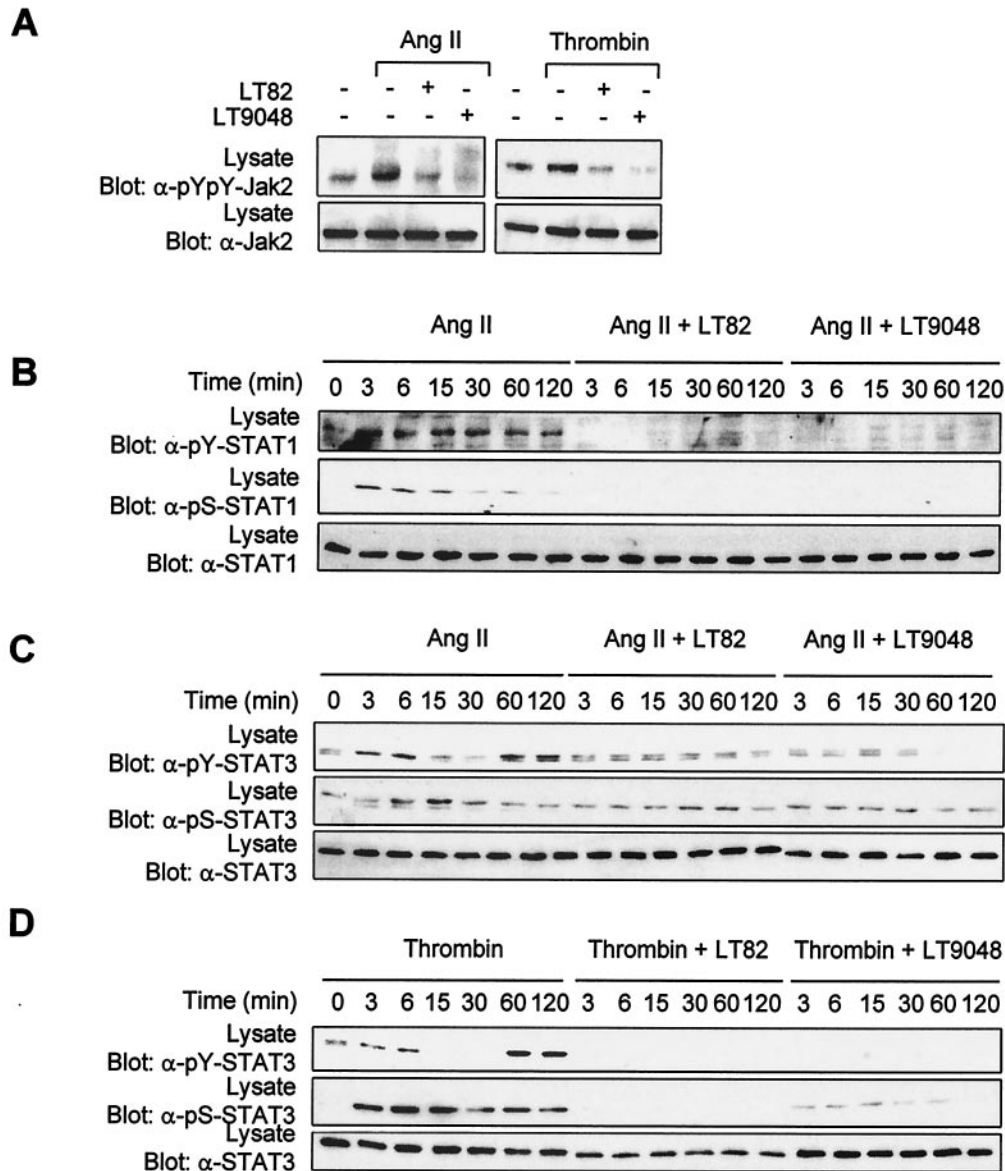 A
Ang II Thrombin
LT82 - - + - - - + -
LT9048 - - - + - - - +
Lysate
Blot: α-pYpY-Jak2
Lysate
Blot: α-Jak2
Ang II Ang II + LT82 Ang II + LT9048
B
Time (min) 0 3 6 15 30 60 120 3 6 15 30 60 120 3 6 15 30 60 120
Lysate
Blot: α-pY-STAT1
Lysate
Blot: α-pS-STAT1
Lysate
Blot: α-STAT1
C
Ang II Ang II + LT82 Ang II + LT9048
Time (min) 0 3 6 15 30 60 120 3 6 15 30 60 120 3 6 15 30 60 120
Lysate
Blot: α-pY-STAT3
Lysate
Blot: α-pS-STAT3
Lysate
Blot: α-STAT3
D
Thrombin Thrombin + LT82 Thrombin + LT9048
Time (min) 0 3 6 15 30 60 120 3 6 15 30 60 120 3 6 15 30 60 120
Lysate
Blot: α-pY-STAT3
Lysate
Blot: α-pS-STAT3
Lysate
Blot: α-STAT3